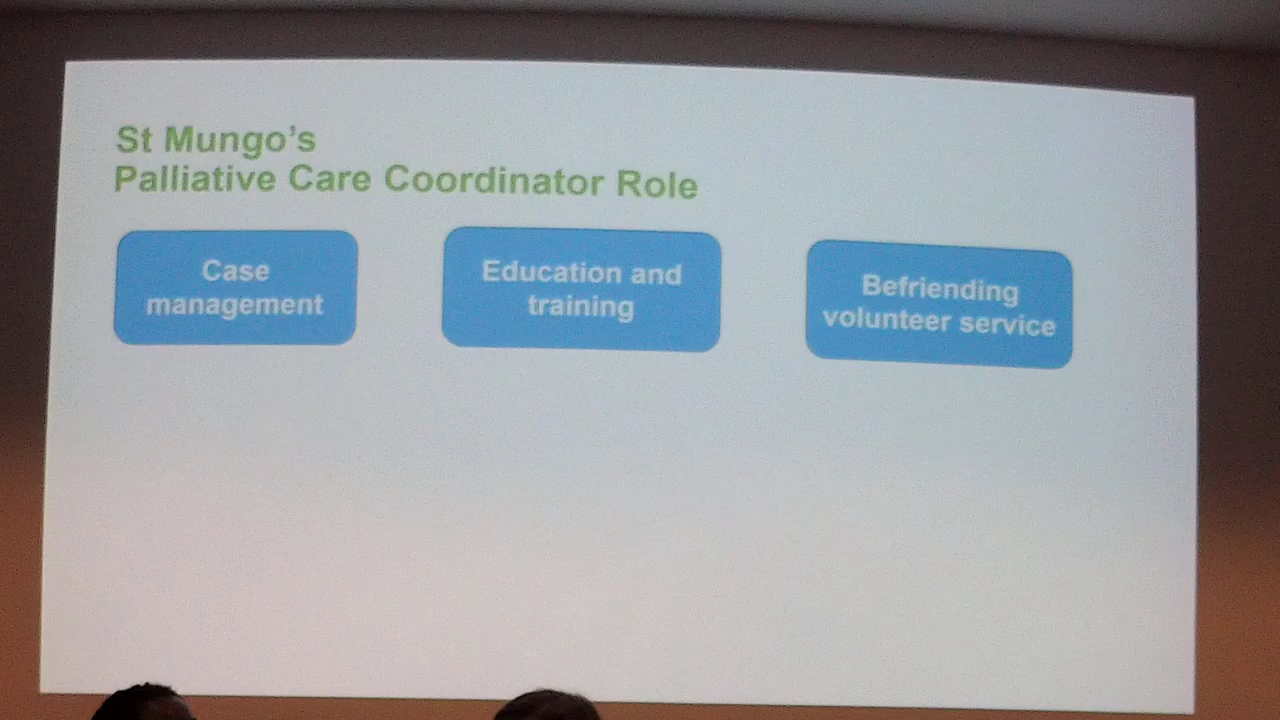 St Mungo’s
Palliative Care Coordinator Role
Case
management
Education and
training
Befriending
volunteer service